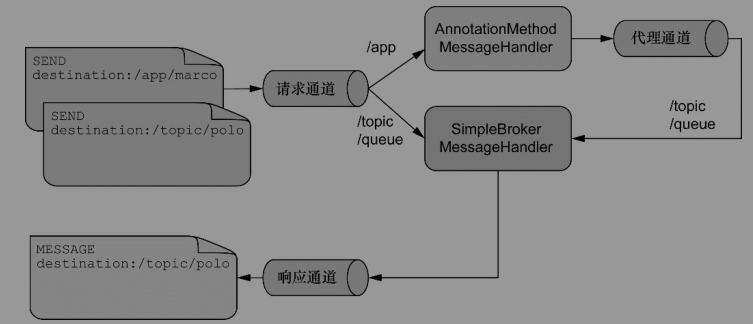 SEND
destination:/app/marco
SEND
destination:/topic/polo
请求通道
/app
/topic
/queue
AnnotationMethod
MessageHandler
代理通道
SimpleBroker
MessageHandler
/topic
/queue
MESSAGE
destination:/topic/polo
响应通道